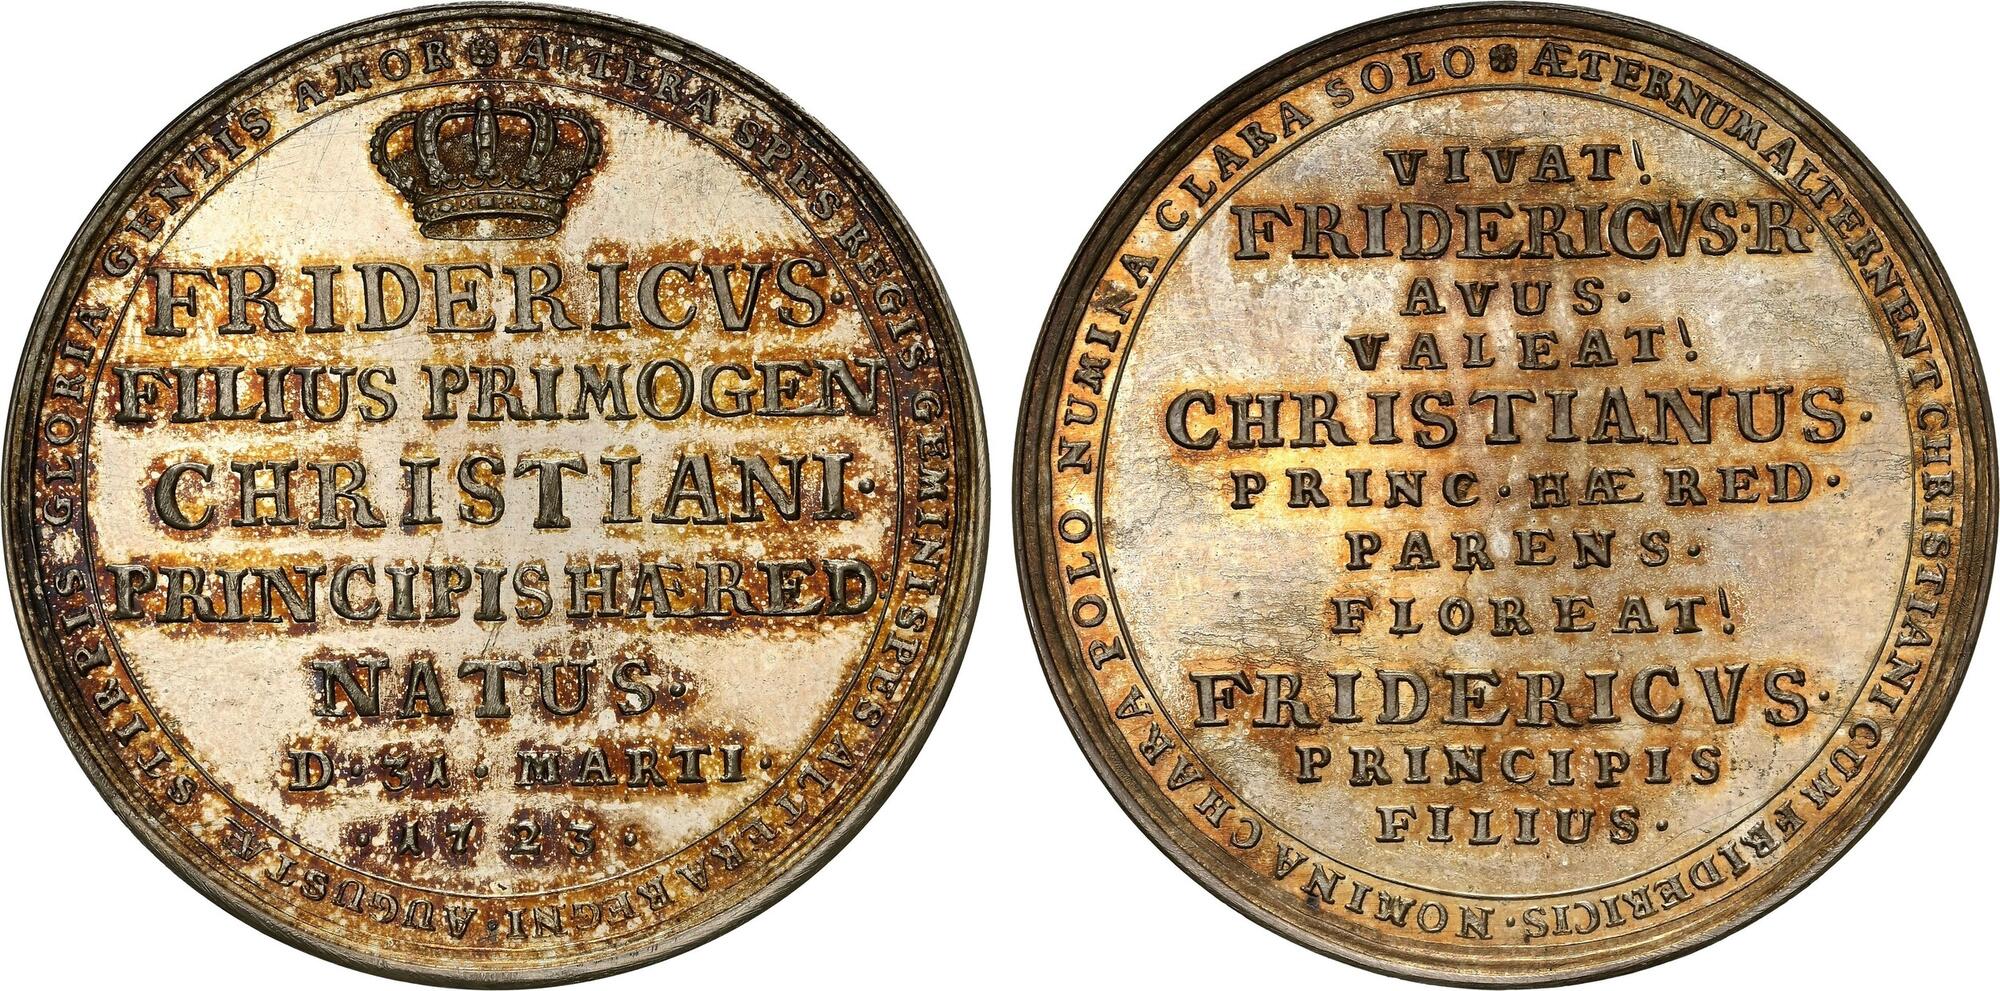 ALTERA SPES REGIS GEMINI SPES ALTERA REGNI · AUGUSTÆ STIRPIS GLORIA GENTIS AMOR
FRIDERICVS ·
FILIUS PRIMOGEN
CHRISTIANI ·
PRINCIPIS HÆRED
NATUS ·
D · 31 · MARTI ·
· 1723 ·
ÆTERNUM ALTERNENT CHRISTIANI CUM FRIDERICIS · NOMINA CHARA POLO NUMINA CLARA SOLO
VIVAT!
FRIDERICVS · R ·
AVUS ·
VALEAT!
CHRISTIANUS ·
PRINC · HÆRED ·
PARENS ·
FLOREAT!
FRIDERICVS ·
PRINCIPIS
FILIUS ·